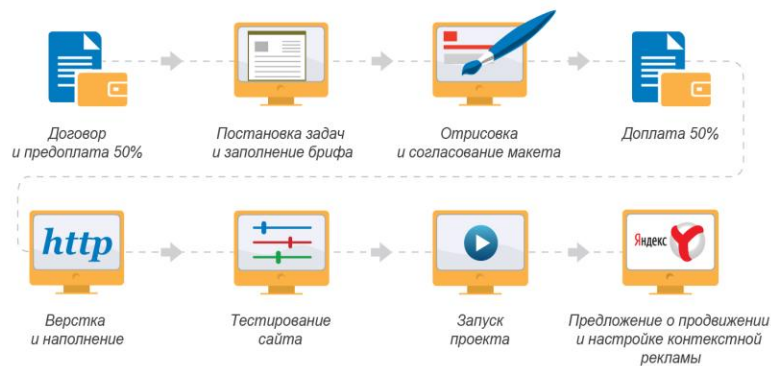 Договор
и предоплата 50%
Постановка задач
и заполнение брифа
Отрисовка
и согласование макета
Доплата 50%
http
Яндекс
Верстка
и наполнение
Тестирование
сайта
Запуск
проекта
Предложение о продвижении
и настройке контекстной
рекламы